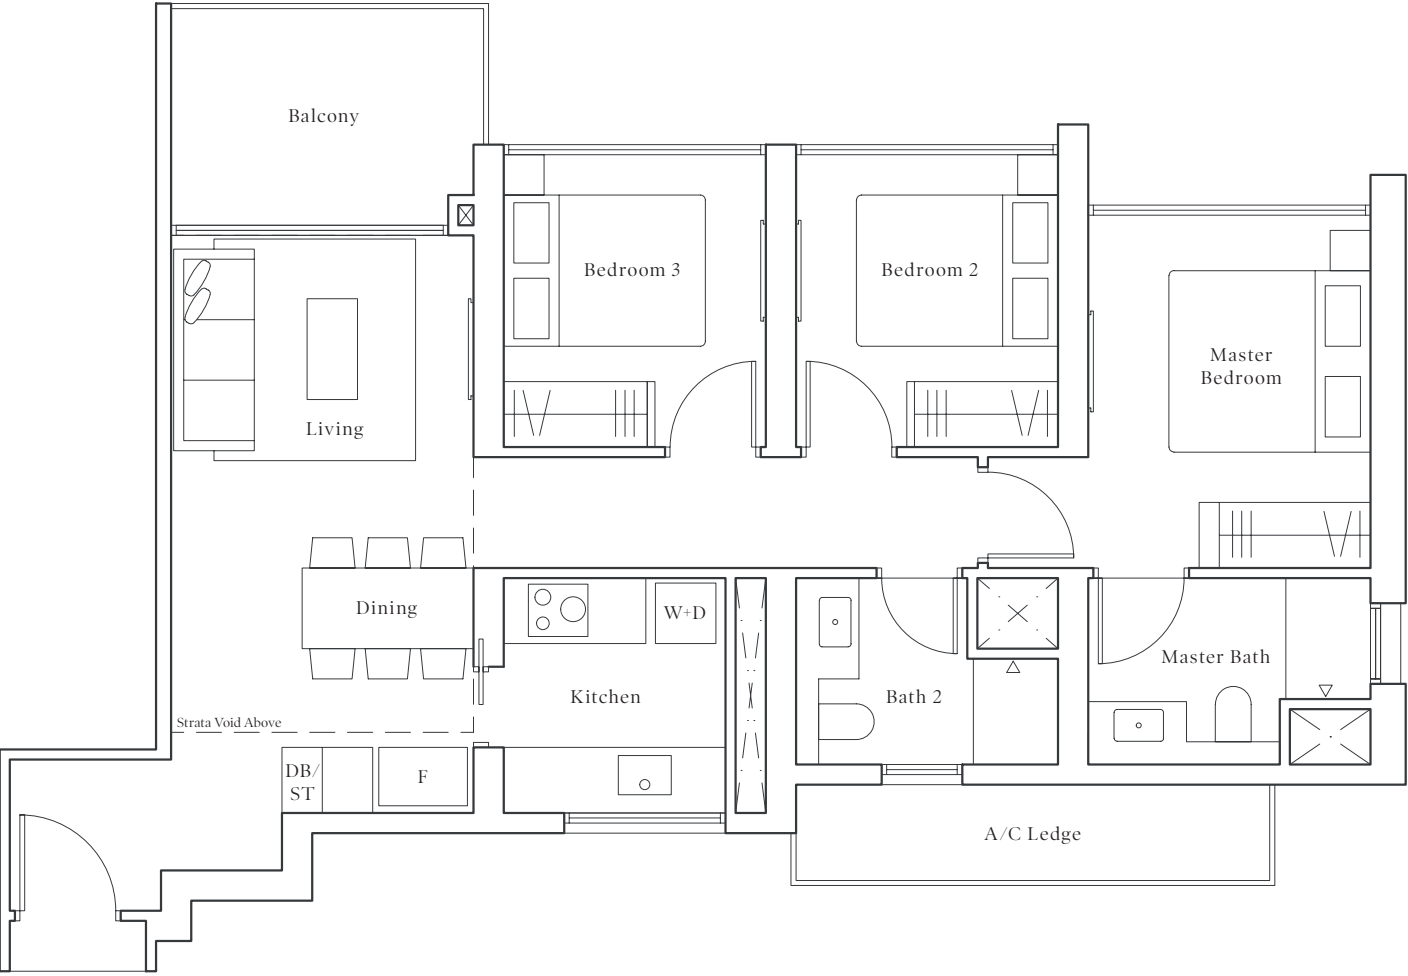 Balcony
Bedroom 3
Bedroom 2
Master
Bedroom
Living
Dining
W+D
Master Bath
Kitchen
Bath 2
Strata Void Above
DB/
ST
F
A/C Ledge